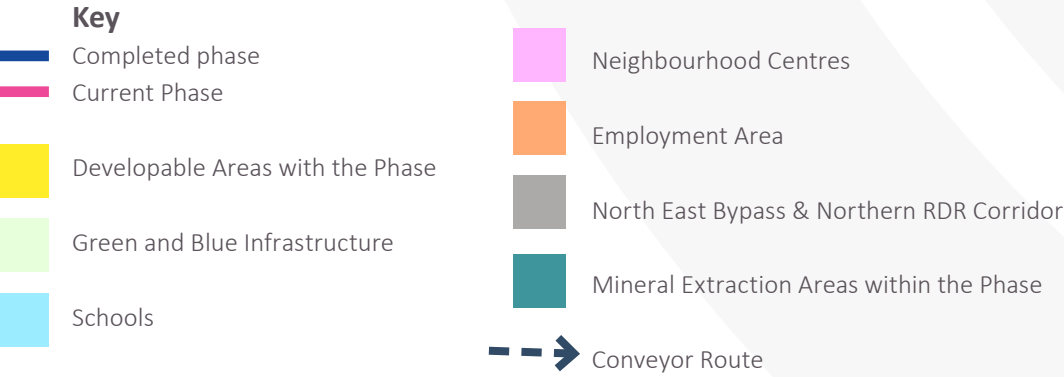 Key
Completed phase
Current Phase
Developable Areas with the Phase
Green and Blue Infrastructure
Schools
Neighbourhood Centres
Employment Area
North East Bypass & Northern RDR Corridor
Mineral Extraction Areas within the Phase
Conveyor Route